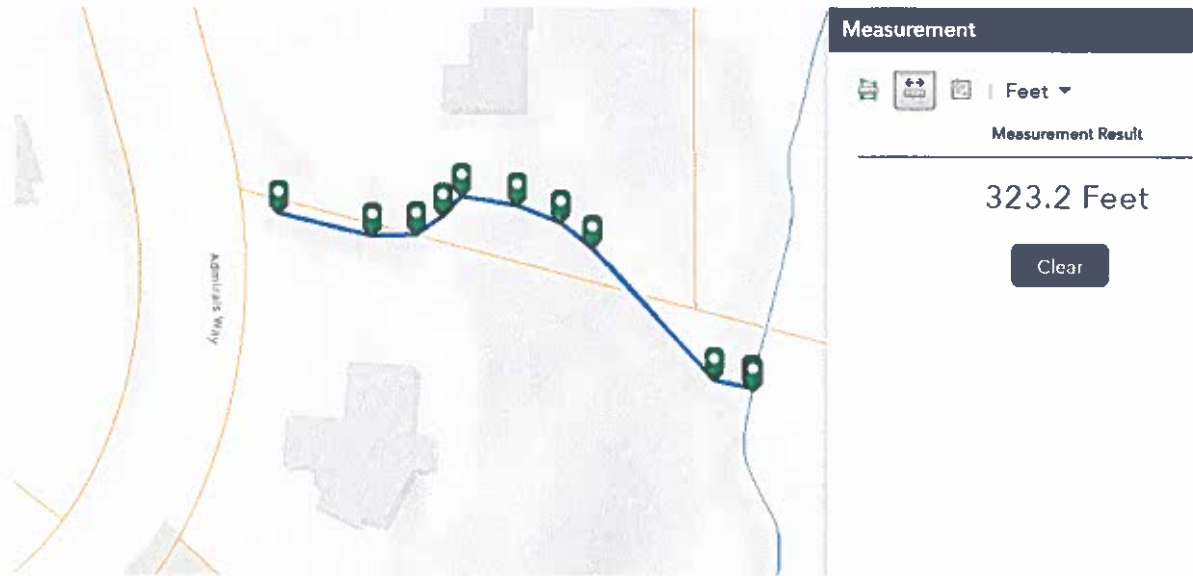 Measurement
Feet
Measurement Result
323.2 Feet
Clear
Admirals Way